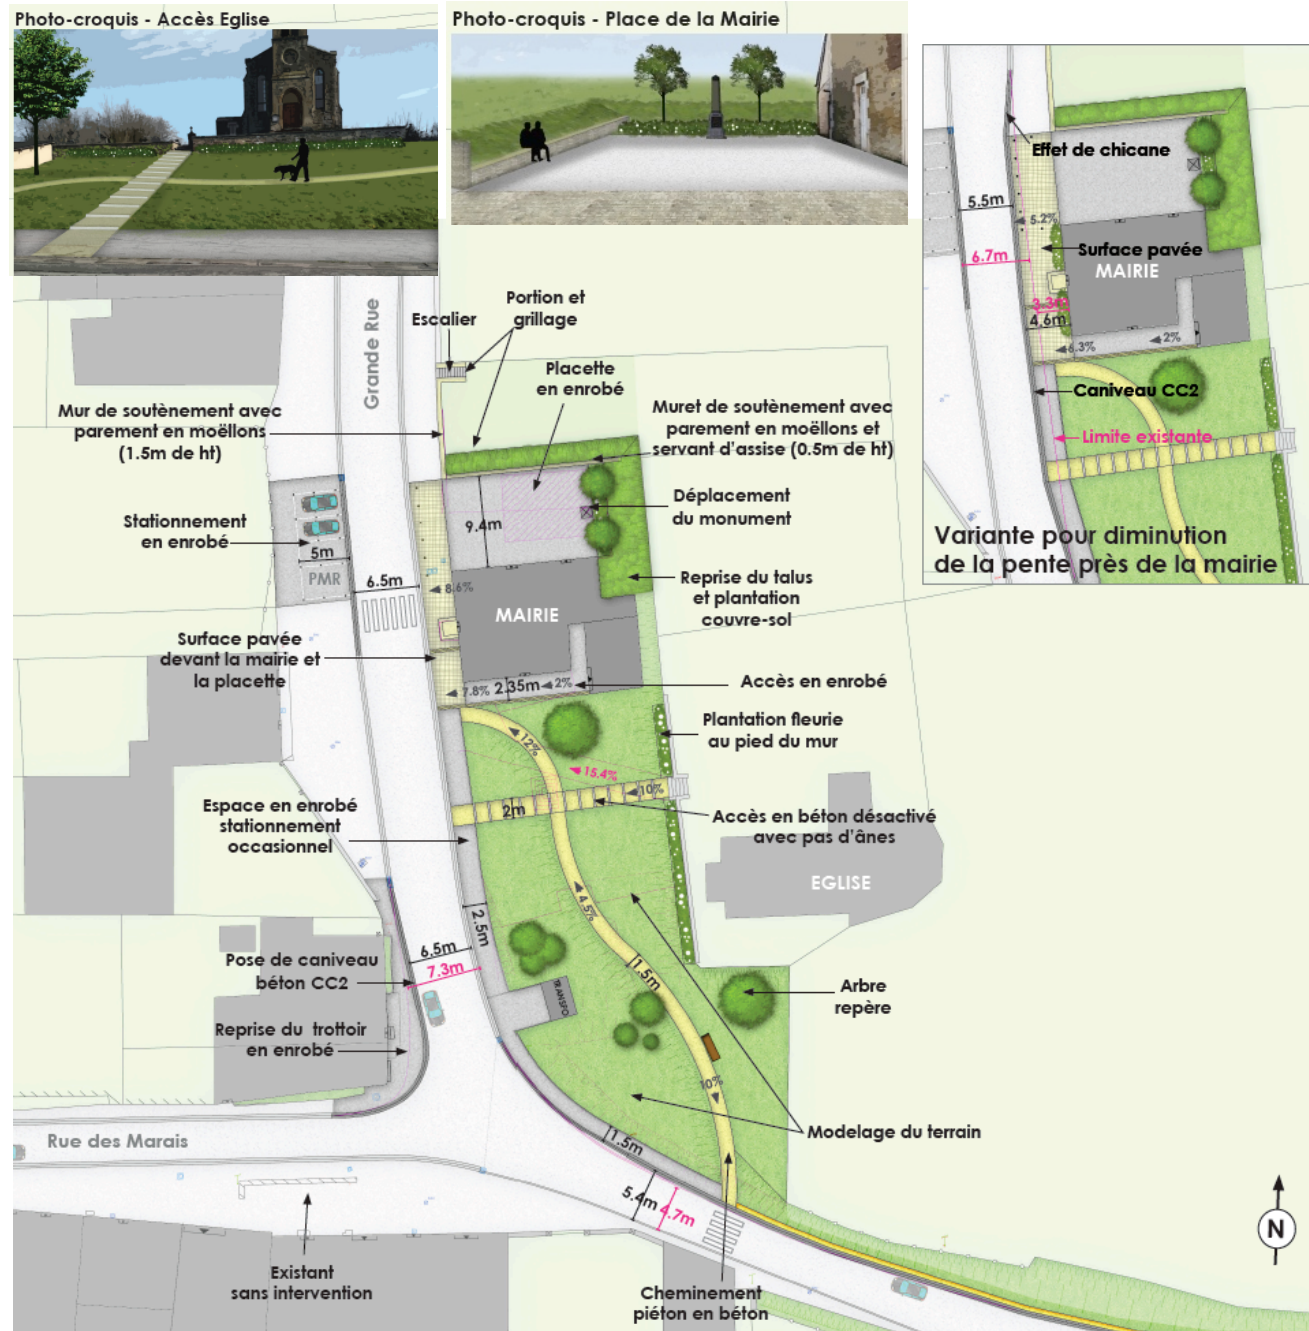 Photo-croquis - Accès Eglise
Photo-croquis - Place de la Mairie
Effet de chicane
5.5m
5.2%
6.7m
Surface pavée
MAIRIE
3.3m
4.6m
6.3%
2%
Caniveau CC2
Limite existante
Variante pour diminution
de la pente près de la mairie
Grande Rue
Escalier
Portion et
grillage
Placette
en enrobé
Mur de soutènement avec
parement en moëllons
(1.5m de ht)
Muret de soutènement avec
parement en moëllons et
servant d'assise (0.5m de ht)
Stationnement
en enrobé
5m
PMR
6.5m
9.4m
Déplacement
du monument
8.6%
MAIRIE
Reprise du talus
et plantation
couvre-sol
Surface pavée
devant la mairie et
la placette
7.8%
2.35m
2%
Accès en enrobé
Plantation fleurie
au pied du mur
12%
15.4%
10%
2m
Espace en enrobé
stationnement
occasionnel
Accès en béton désactivé
avec pas d'ânes
EGLISE
4.5%
2.5m
6.5m
7.3m
Pose de caniveau
béton CC2
1.5m
TRANSFO
Arbre
repère
Reprise du trottoir
en enrobé
10%
Modelage du terrain
Rue des Marais
1.5m
5.4m
4.7m
N
Existant
sans intervention
Cheminement
piéton en béton